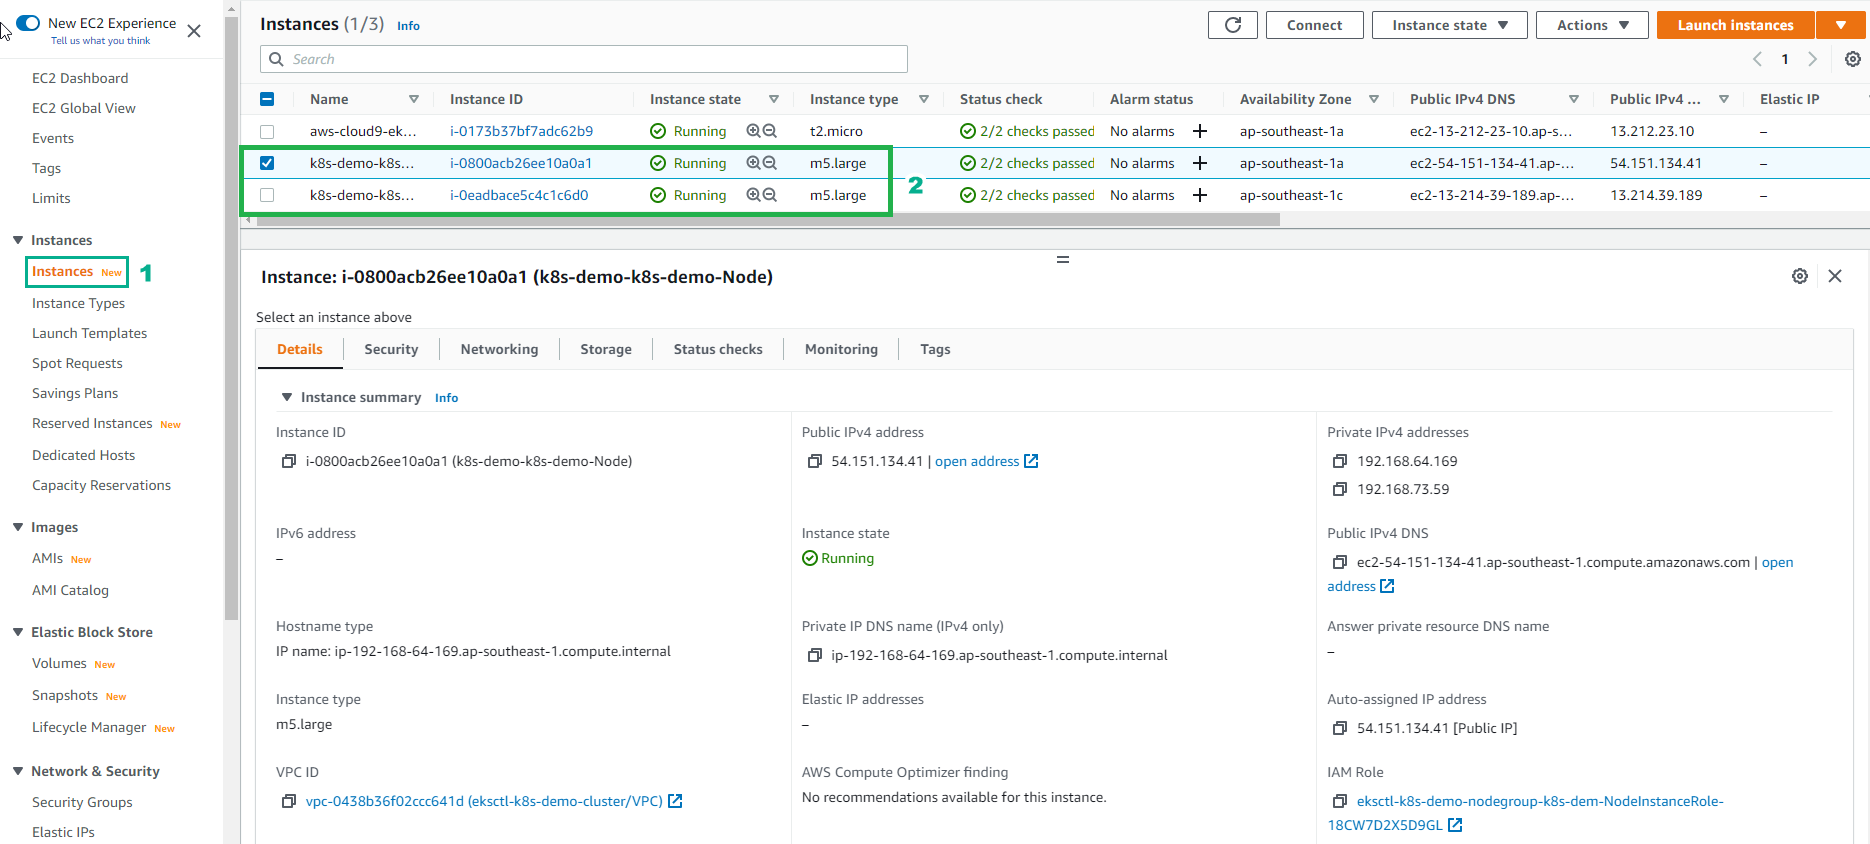 New EC2 Experience
Tell us what you think
EC2 Dashboard
EC2 Global View
Events
Tags
Limits
Instances
Instances New
1
Instance Types
Launch Templates
Spot Requests
Savings Plans
Reserved Instances New
Dedicated Hosts
Capacity Reservations
Images
AMIs New
AMI Catalog
Elastic Block Store
Volumes New
Snapshots New
Lifecycle Manager New
Network & Security
Security Groups
Elastic IPs
Instances (1/3) Info
Connect
Instance state
Actions
Launch instances
Search
1
Name Instance ID Instance state Instance type Status check Alarm status Availability Zone Public IPv4 DNS Public IPv4 ... Elastic IP
aws-cloud9-ek... i-0173b37bf7adc62b9 Running t2.micro 2/2 checks passed No alarms + ap-southeast-1a ec2-13-212-23-10.ap-s... 13.212.23.10 –
k8s-demo-k8s... i-0800acb26ee10a0a1 Running m5.large 2/2 checks passed No alarms + ap-southeast-1a ec2-54-151-134-41.ap-... 54.151.134.41 –
k8s-demo-k8s... i-0eadbace5c4c1c6d0 Running m5.large 2/2 checks passed No alarms + ap-southeast-1c ec2-13-214-39-189.ap-... 13.214.39.189 –
2
Instance: i-0800acb26ee10a0a1 (k8s-demo-k8s-demo-Node)
Select an instance above
Details Security Networking Storage Status checks Monitoring Tags
Instance summary Info
Instance ID
i-0800acb26ee10a0a1 (k8s-demo-k8s-demo-Node)
Public IPv4 address
54.151.134.41 | open address
Private IPv4 addresses
192.168.64.169
192.168.73.59
IPv6 address
–
Instance state
Running
Public IPv4 DNS
ec2-54-151-134-41.ap-southeast-1.compute.amazonaws.com | open
address
Hostname type
IP name: ip-192-168-64-169.ap-southeast-1.compute.internal
Private IP DNS name (IPv4 only)
ip-192-168-64-169.ap-southeast-1.compute.internal
Answer private resource DNS name
–
Instance type
m5.large
Elastic IP addresses
–
Auto-assigned IP address
54.151.134.41 [Public IP]
VPC ID
vpc-0438b36f02ccc641d (eksctl-k8s-demo-cluster/VPC)
AWS Compute Optimizer finding
No recommendations available for this instance.
IAM Role
eksctl-k8s-demo-nodegroup-k8s-dem-NodeInstanceRole-
18CW7D2X5D9GL